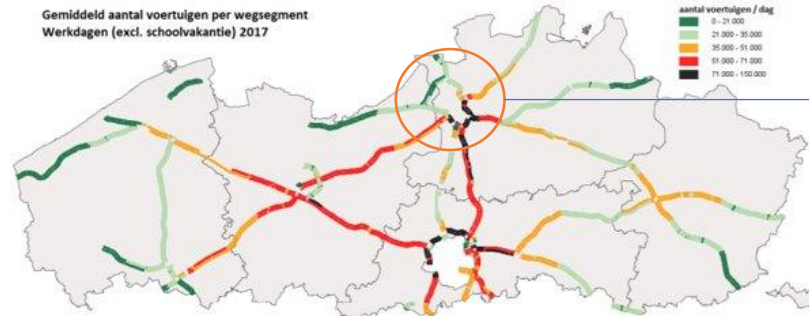 Gemiddeld aantal voertuigen per wegsegment
Werkdagen (excl. schoolvakantie) 2017
aantal voertuigen / dag
0 - 21 000
21.000 - 35.000
35.000 - 51.000
51.000 - 71.000
71.000 - 150.000